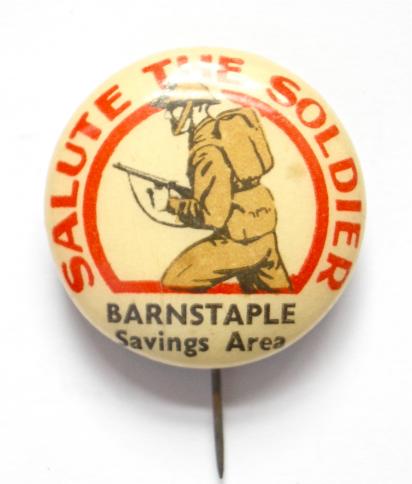 SALUTE THE SOLDIER
BARNSTAPLE
Savings Area